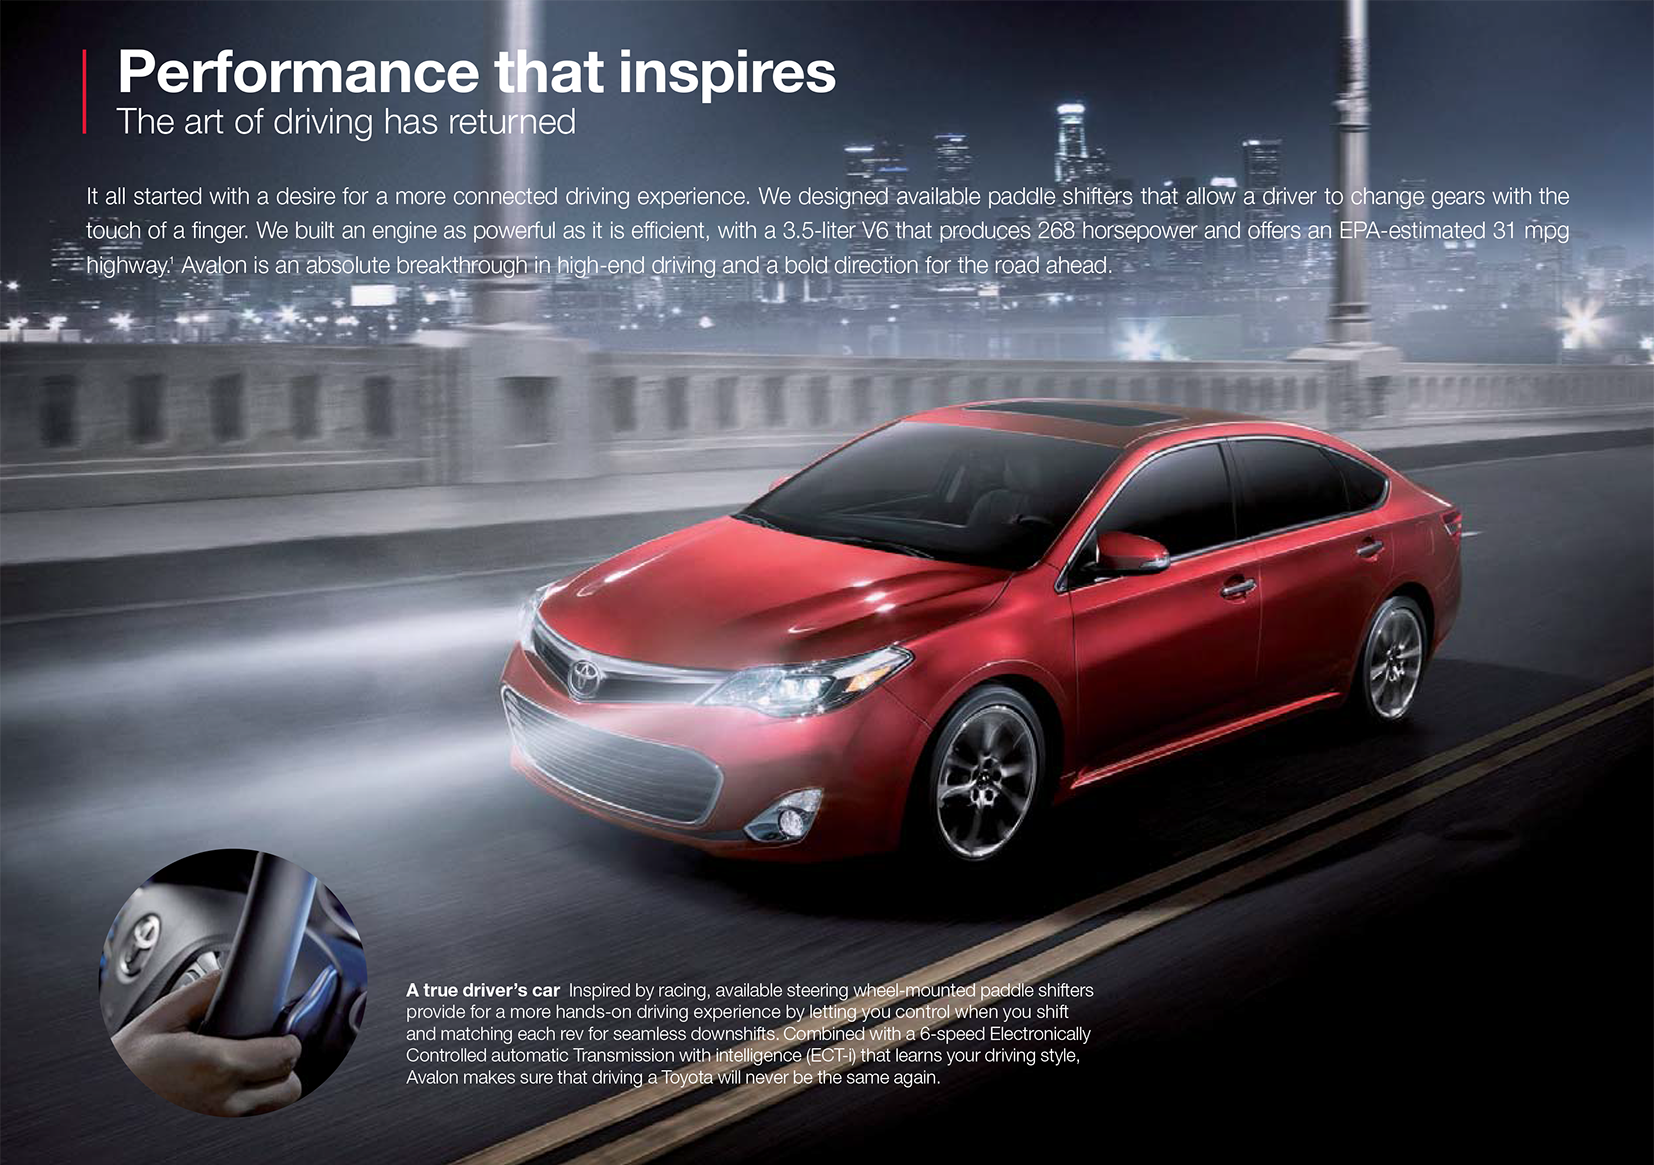 Performance that inspires
The art of driving has returned
It all started with a desire for a more connected driving experience. We designed available paddle shifters that allow a driver to change gears with the
touch of a finger. We built an engine as powerful as it is efficient, with a 3.5-liter V6 that produces 268 horsepower and offers an EPA-estimated 31 mpg
highway.¹ Avalon is an absolute breakthrough in high-end driving and a bold direction for the road ahead.
A true driver’s car Inspired by racing, available steering wheel-mounted paddle shifters
provide for a more hands-on driving experience by letting you control when you shift
and matching each rev for seamless downshifts. Combined with a 6-speed Electronically
Controlled automatic Transmission with intelligence (ECT-i) that learns your driving style,
Avalon makes sure that driving a Toyota will never be the same again.